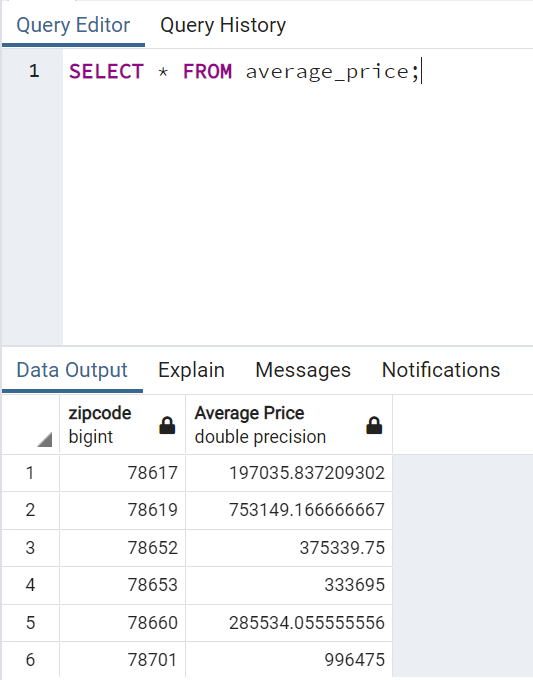 Query Editor Query History
1 SELECT * FROM average_price;
Data Output Explain Messages Notifications
zipcode Average Price
bigint double precision
1 78617 197035.837209302
2 78619 753149.166666667
3 78652 375339.75
4 78653 333695
5 78660 285534.055555556
6 78701 996475